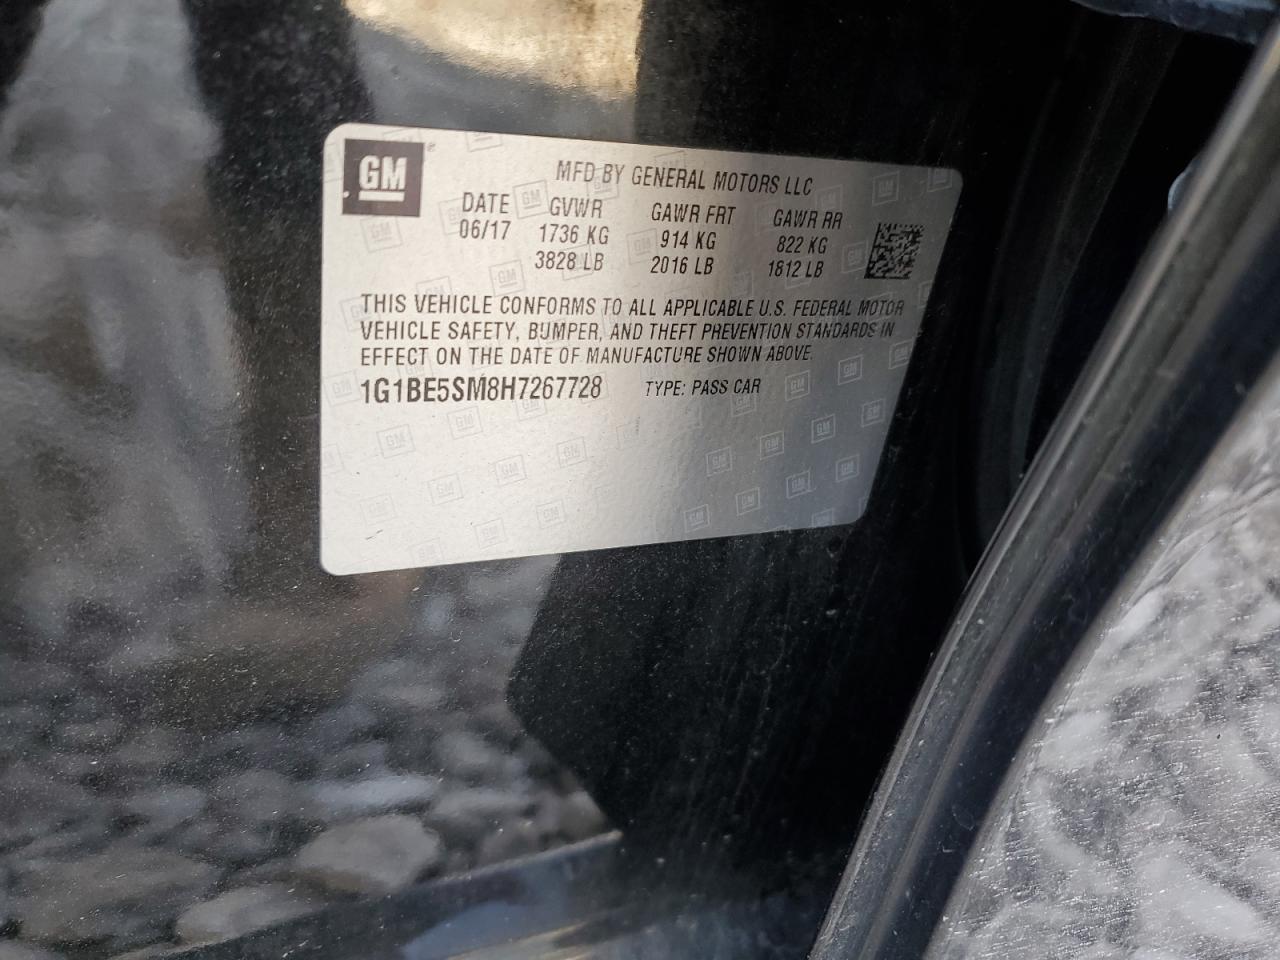 GM
MFD BY GENERAL MOTORS LLC
DATE GVWR GAWR FRT GAWR RR
06/17 1736 KG 914 KG 822 KG
3828 LB 2016 LB 1812 LB
THIS VEHICLE CONFORMS TO ALL APPLICABLE U.S. FEDERAL MOTOR
VEHICLE SAFETY, BUMPER, AND THEFT PREVENTION STANDARDS IN
EFFECT ON THE DATE OF MANUFACTURE SHOWN ABOVE.
1G1BE5SM8H7267728 TYPE: PASS CAR